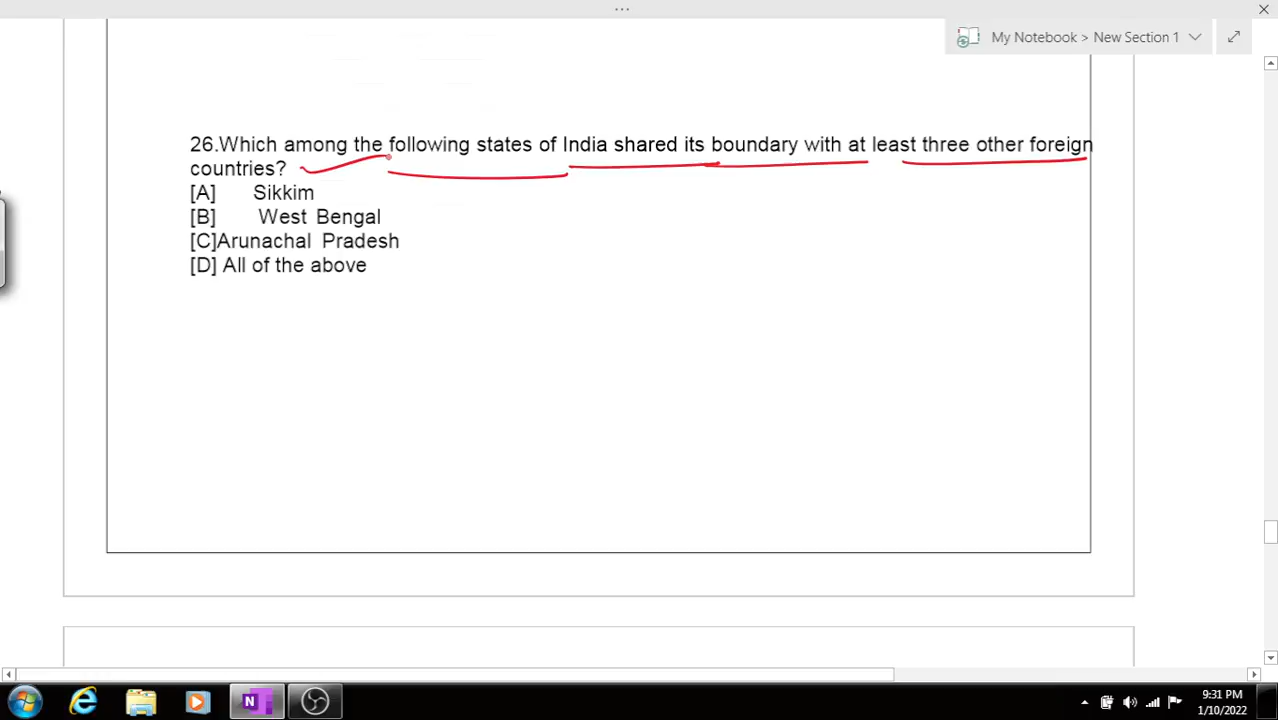 My Notebook > New Section 1
26.Which among the following states of India shared its boundary with at least three other foreign
countries?
[A] Sikkim
[B] West Bengal
[C]Arunachal Pradesh
[D] All of the above
N
9:31 PM
1/10/2022